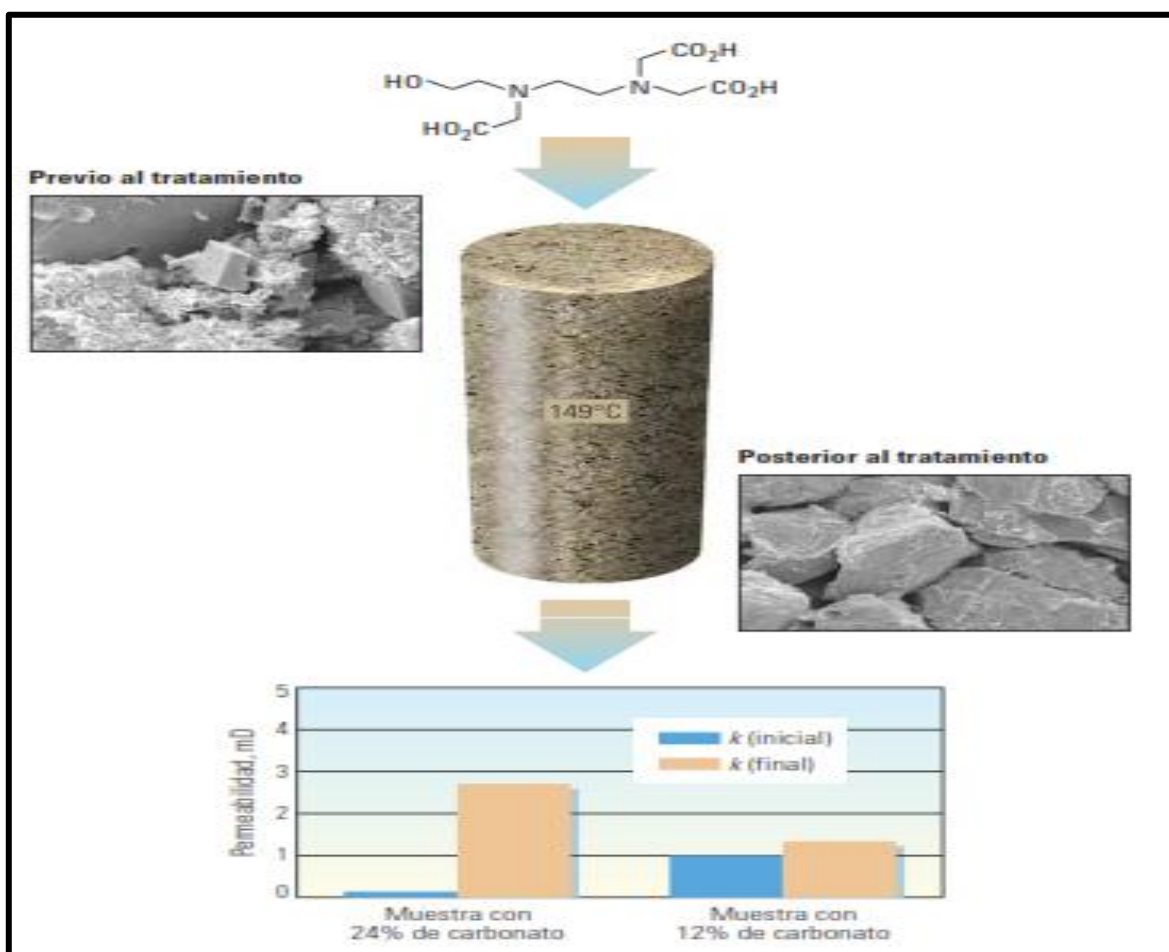 CO₂H
HO
N
N
CO₂H
HO₂C
Previo al tratamiento
149°C
Posterior al tratamiento
Permeabilidad, mD
5
4
3
2
1
0
k (inicial)
k (final)
Muestra con
24% de carbonato
Muestra con
12% de carbonato